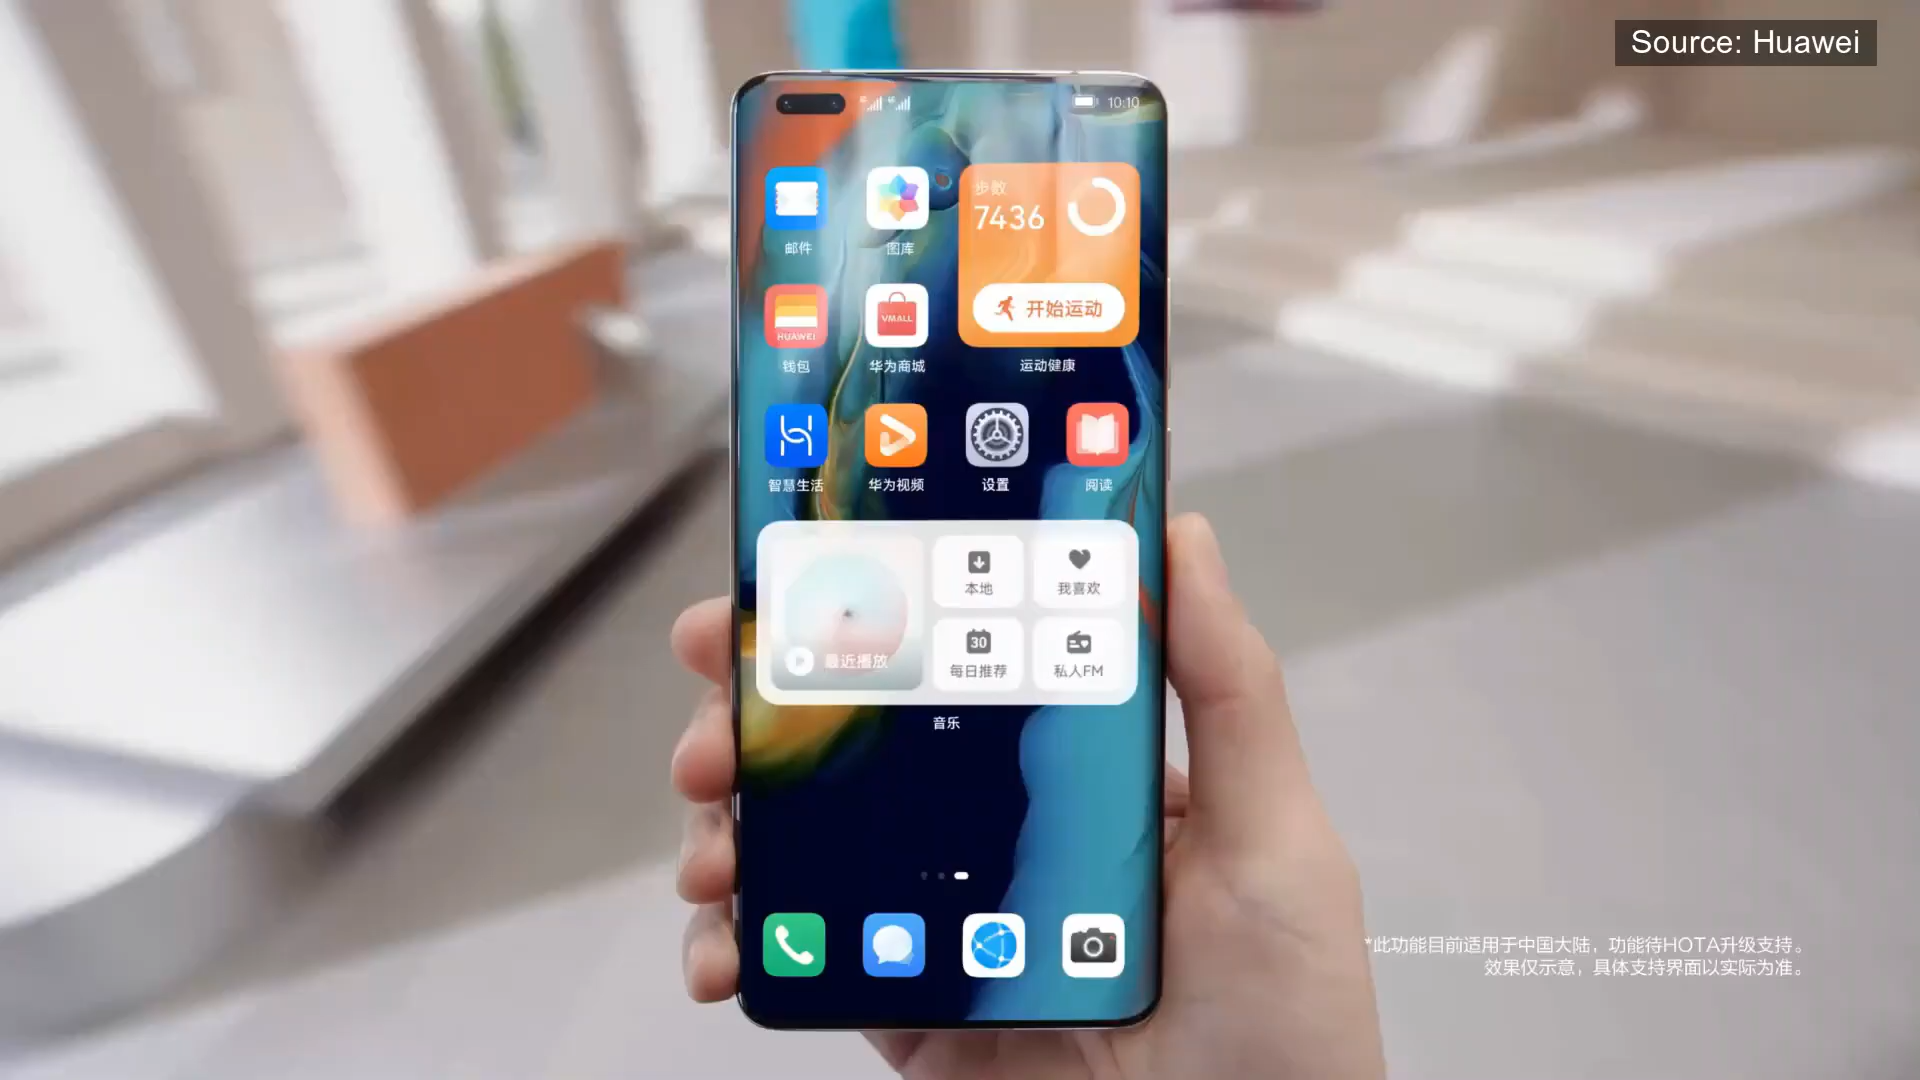 Source: Huawei
10:10
步数
7436
邮件
图库
开始运动
HUAWEI
VMALL
钱包
华为商城
运动健康
智慧生活
华为视频
设置
阅读
本地
我喜欢
最近播放
30
每日推荐
私人FM
音乐
*此功能目前适用于中国大陆，功能待HOTA升级支持。
效果仅示意，具体支持界面以实际为准。